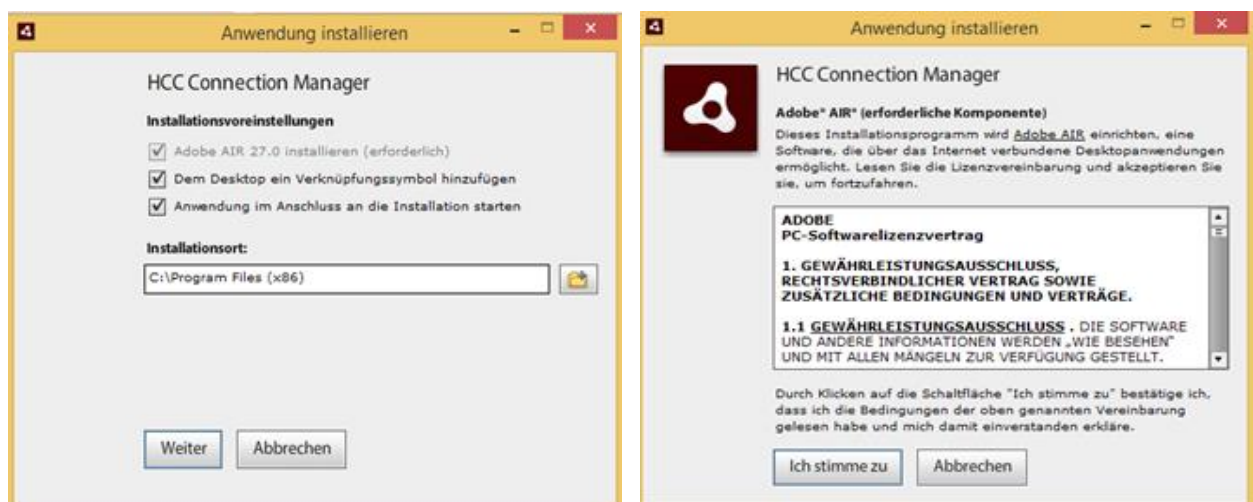 Anwendung installieren
HCC Connection Manager
Installationsvoreinstellungen
Adobe AIR 27.0 installieren (erforderlich)
Dem Desktop ein Verknüpfungssymbol hinzufügen
Anwendung im Anschluss an die Installation starten
Installationsort:
C:\Program Files (x86)
Weiter Abbrechen
Anwendung installieren
HCC Connection Manager
Adobe® AIR® (erforderliche Komponente)
Dieses Installationsprogramm wird Adobe AIR einrichten, eine
Software, die über das Internet verbundene Desktopanwendungen
ermöglicht. Lesen Sie die Lizenzvereinbarung und akzeptieren Sie
sie, um fortzufahren.
ADOBE
PC-Softwarelizenzvertrag
1. GEWÄHRLEISTUNGSAUSSCHLUSS,
RECHTSVERBINDLICHER VERTRAG SOWIE
ZUSÄTZLICHE BEDINGUNGEN UND VERTRÄGE.
1.1 GEWÄHRLEISTUNGSAUSSCHLUSS . DIE SOFTWARE
UND ANDERE INFORMATIONEN WERDEN „WIE BESEHEN"
UND MIT ALLEN MÄNGELN ZUR VERFÜGUNG GESTELLT.
Durch Klicken auf die Schaltfläche "Ich stimme zu" bestätige ich,
dass ich die Bedingungen der oben genannten Vereinbarung
gelesen habe und mich damit einverstanden erkläre.
Ich stimme zu Abbrechen